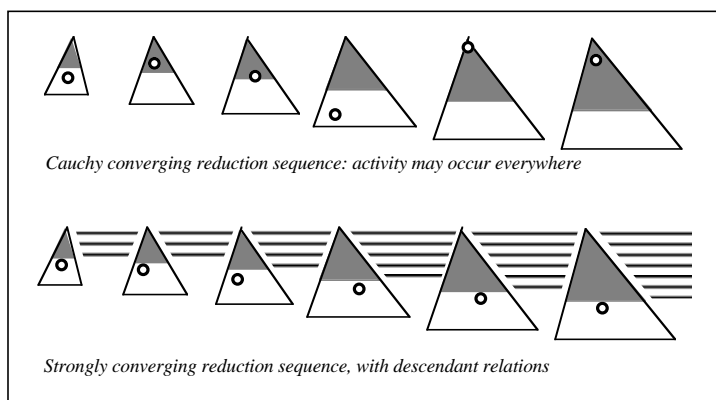 Cauchy converging reduction sequence: activity may occur everywhere
Strongly converging reduction sequence, with descendant relations